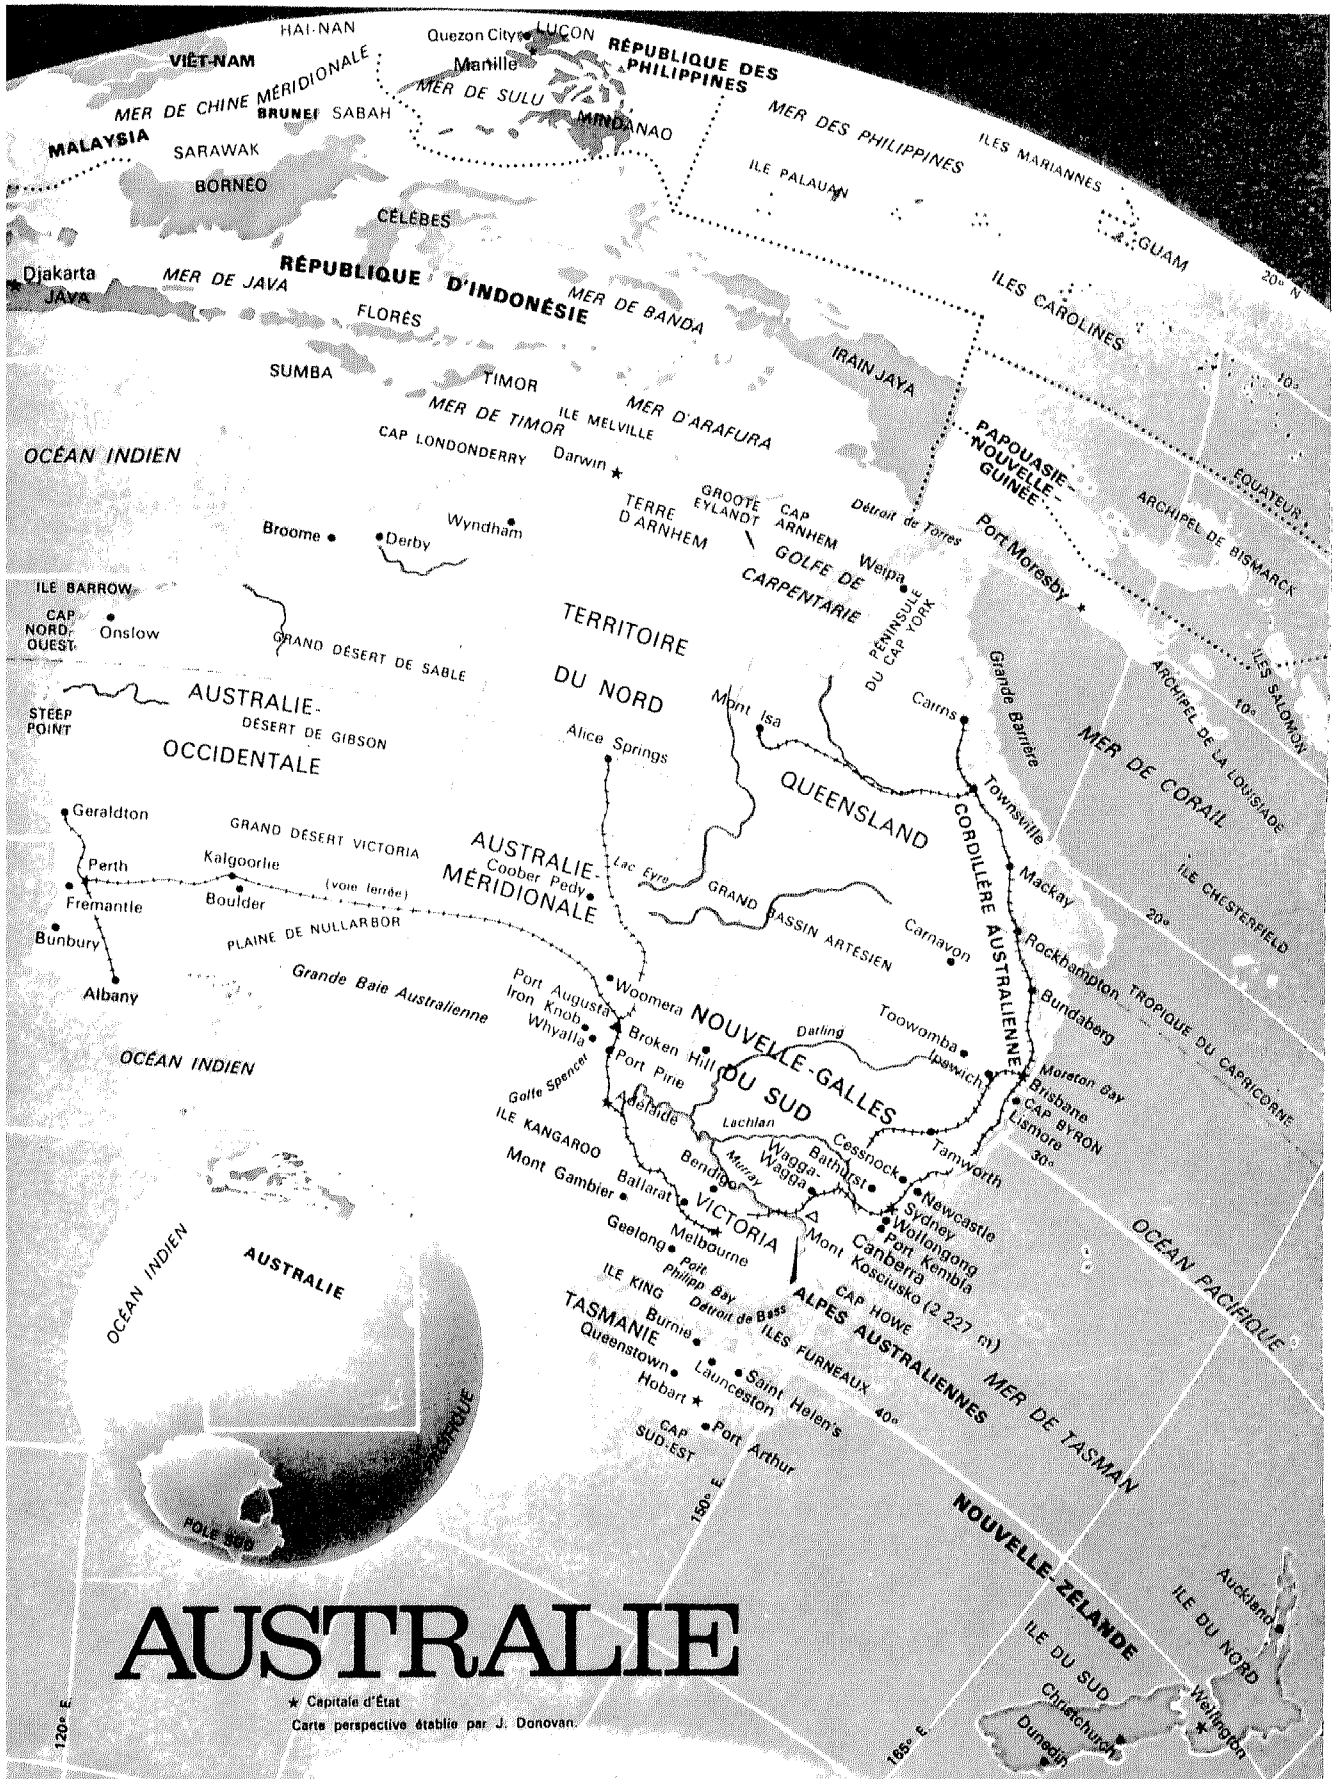 HAI-NAN
Quezon City
LUÇON
RÉPUBLIQUE DES
PHILIPPINES
VIÊT-NAM
Manille
MER DE CHINE MÉRIDIONALE
MER DE SULU
BRUNEI
SABAH
MINDANAO
MER DES PHILIPPINES
ILES MARIANNES
MALAYSIA
SARAWAK
ILE PALAUAN
BORNÉO
CÉLÈBES
GUAM
20° N
Djakarta
JAVA
MER DE JAVA
RÉPUBLIQUE D'INDONÉSIE
MER DE BANDA
ILES CAROLINES
FLORÈS
10°
IRAIN JAYA
SUMBA
TIMOR
MER DE TIMOR
ILE MELVILLE
MER D'ARAFURA
OCÉAN INDIEN
CAP LONDONDERRY
Darwin
PAPOUASIE-
NOUVELLE-
GUINÉE
ÉQUATEUR
ARCHIPEL DE BISMARCK
GROOTE
EYLANDT
CAP
ARNHEM
Détroit de Torres
TERRE
D'ARNHEM
Port Moresby
Broome
Derby
Wyndham
GOLFE DE
CARPENTARIE
Weipa
PÉNINSULE
DU CAP YORK
ILE BARROW
CAP
NORD-
OUEST
Onslow
GRAND DÉSERT DE SABLE
TERRITOIRE
DU NORD
Grande Barrière
ILES SALOMON
ARCHIPEL DE LA LOUISIADE
10°
STEEP
POINT
AUSTRALIE-
OCCIDENTALE
DÉSERT DE GIBSON
Alice Springs
Mont Isa
Cairns
MER DE CORAIL
QUEENSLAND
Townsville
Geraldton
GRAND DÉSERT VICTORIA
AUSTRALIE-
MÉRIDIONALE
Coober Pedy
Lac Eyre
CORDILLÈRE AUSTRALIENNE
Mackay
ILE CHESTERFIELD
Perth
Kalgoorlie
(voie ferrée)
Fremantle
Boulder
GRAND BASSIN ARTÉSIEN
20°
Bunbury
PLAINE DE NULLARBOR
Carnavon
Rockhampton
TROPIQUE DU CAPRICORNE
Albany
Grande Baie Australienne
Port Augusta
Woomera
Iron Knob
Whyalla
Bundaberg
NOUVELLE-GALLES
DU SUD
Darling
Toowomba
Ipswich
OCÉAN INDIEN
Broken Hill
Port Pirie
Moreton Bay
Brisbane
CAP BYRON
Lismore
30°
Golfe Spencer
Adélaïde
ILE KANGAROO
Lachlan
Cessnock
Tamworth
Mont Gambier
Ballarat
Bendigo
Murray
Wagga-
Wagga
Bathurst
Newcastle
Sydney
Wollongong
Port Kembla
Canberra
VICTORIA
Geelong
Melbourne
Mont Kosciusko (2 227 m)
Port
Philipp Bay
OCÉAN PACIFIQUE
ILE KING
Détroit de Bass
CAP HOWE
ALPES AUSTRALIENNES
TASMANIE
Burnie
ILES FURNEAUX
Queenstown
Launceston
Saint Helen's
Hobart
40°
MER DE TASMAN
CAP
SUD-EST
Port Arthur
150° E
OCÉAN INDIEN
AUSTRALIE
POLE SUD
NOUVELLE-ZÉLANDE
Auckland
ILE DU NORD
ILE DU SUD
Christchurch
Wellington
Dunedin
AUSTRALIE
Capitale d'État
Carte perspective établie par J. Donovan.
120° E
165° E